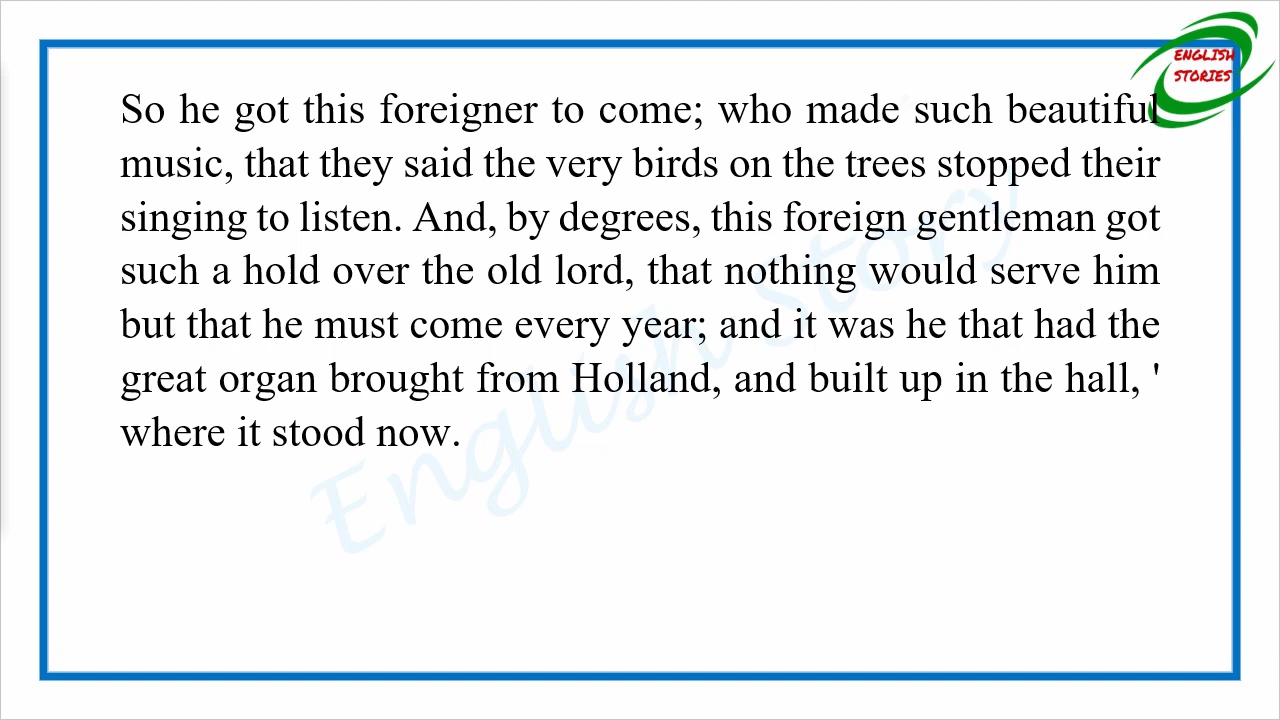 ENGLISH
STORIES
So he got this foreigner to come; who made such beautiful
music, that they said the very birds on the trees stopped their
singing to listen. And, by degrees, this foreign gentleman got
such a hold over the old lord, that nothing would serve him
but that he must come every year; and it was he that had the
great organ brought from Holland, and built up in the hall, '
where it stood now.
English Story